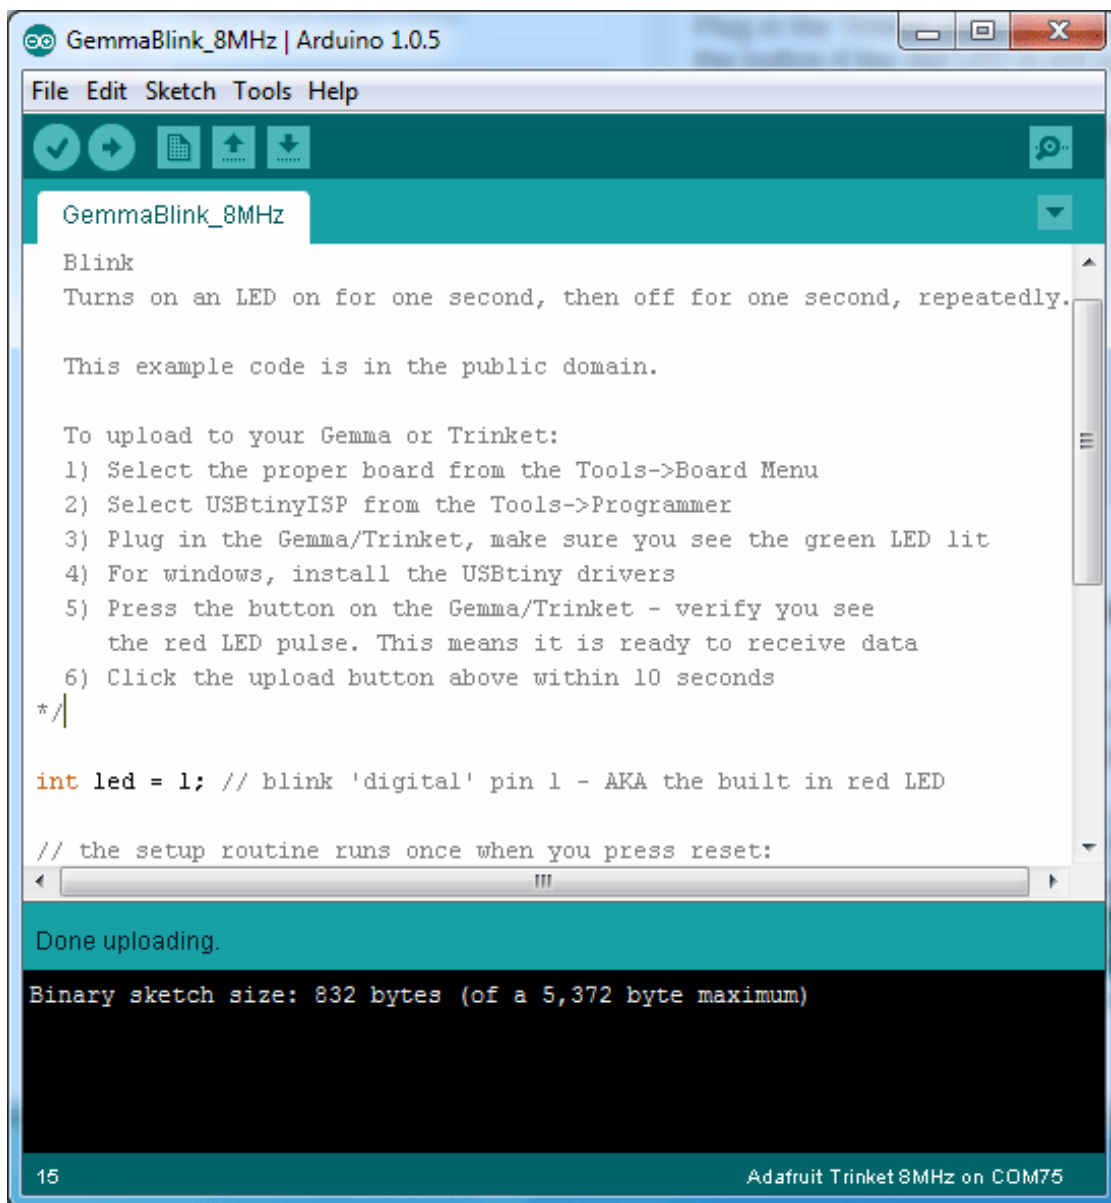 GemmaBlink_8MHz | Arduino 1.0.5
File Edit Sketch Tools Help
GemmaBlink_8MHz
Blink
Turns on an LED on for one second, then off for one second, repeatedly.
This example code is in the public domain.
To upload to your Gemma or Trinket:
1) Select the proper board from the Tools->Board Menu
2) Select USBtinyISP from the Tools->Programmer
3) Plug in the Gemma/Trinket, make sure you see the green LED lit
4) For windows, install the USBtiny drivers
5) Press the button on the Gemma/Trinket - verify you see
the red LED pulse. This means it is ready to receive data
6) Click the upload button above within 10 seconds
*/
int led = 1; // blink 'digital' pin 1 - AKA the built in red LED
// the setup routine runs once when you press reset:
Done uploading.
Binary sketch size: 832 bytes (of a 5,372 byte maximum)
15
Adafruit Trinket 8MHz on COM75